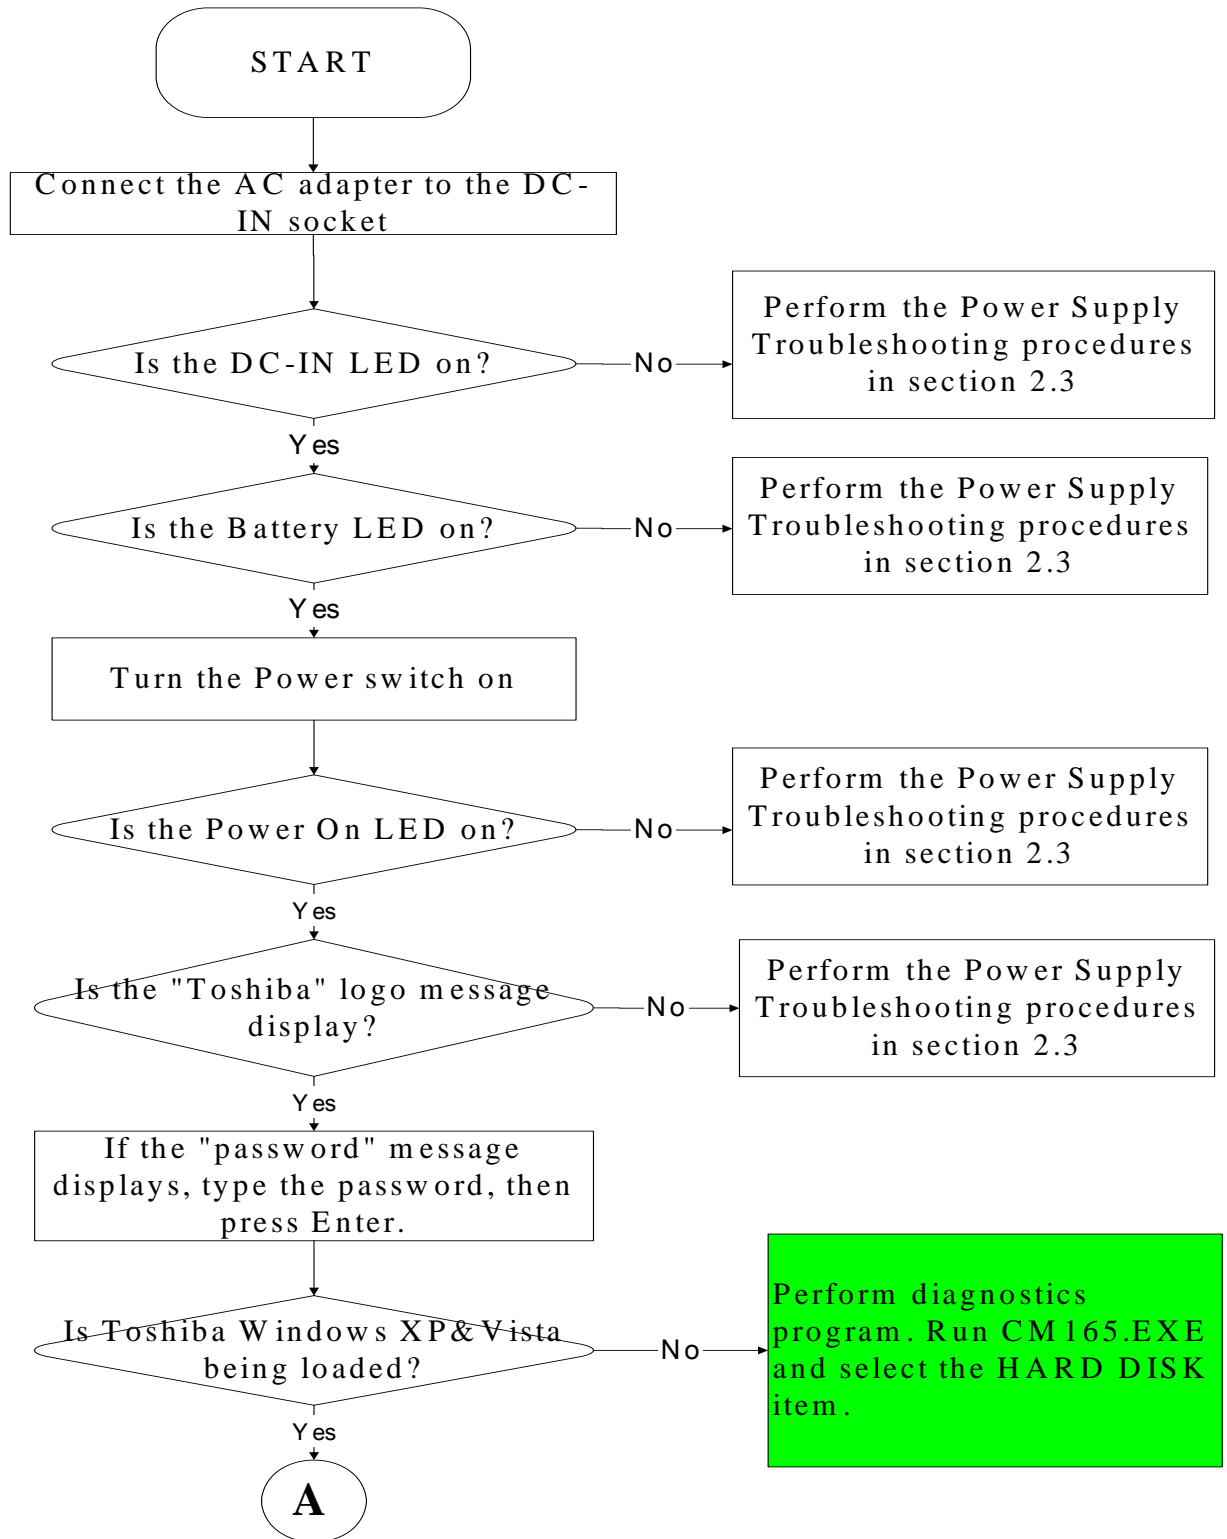 START
Connect the AC adapter to the DC-
IN socket
Is the DC-IN LED on?
No
Perform the Power Supply
Troubleshooting procedures
in section 2.3
Yes
Is the Battery LED on?
No
Perform the Power Supply
Troubleshooting procedures
in section 2.3
Yes
Turn the Power switch on
Is the Power On LED on?
No
Perform the Power Supply
Troubleshooting procedures
in section 2.3
Yes
Is the "Toshiba" logo message
display?
No
Perform the Power Supply
Troubleshooting procedures
in section 2.3
Yes
If the "password" message
displays, type the password, then
press Enter.
Is Toshiba Windows XP&Vista
being loaded?
No
Perform diagnostics
program. Run CM165.EXE
and select the HARD DISK
item.
Yes
A